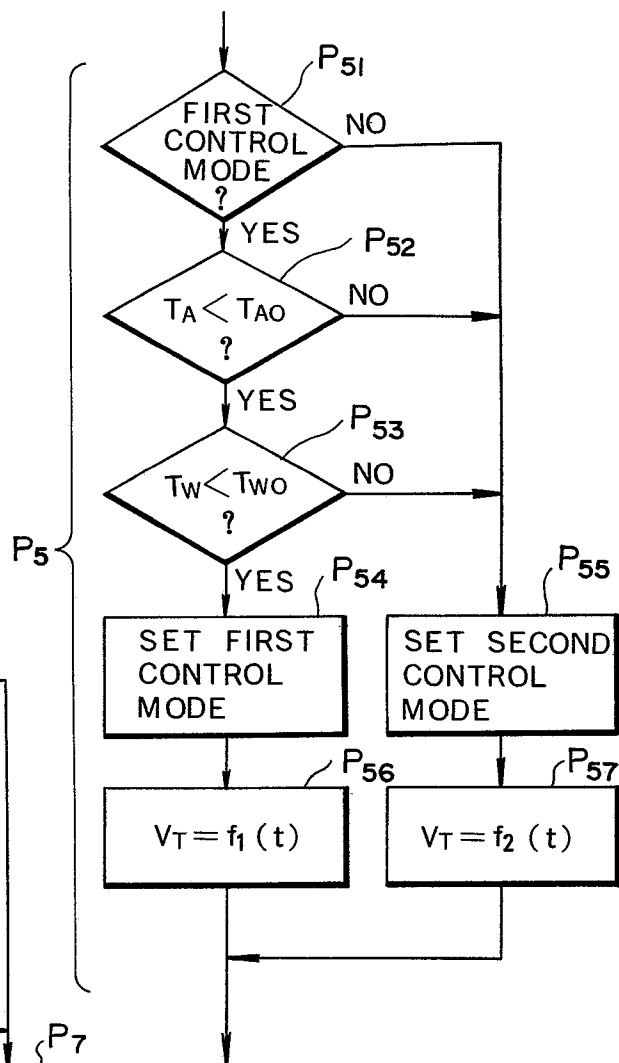 P51
FIRST
CONTROL
MODE
?
NO
YES
P52
TA < TAO
?
NO
YES
P53
TW < TWO
?
NO
P5
YES
P54
SET FIRST
CONTROL
MODE
P55
SET SECOND
CONTROL
MODE
P56
VT = f1 (t)
P57
VT = f2 (t)
P7